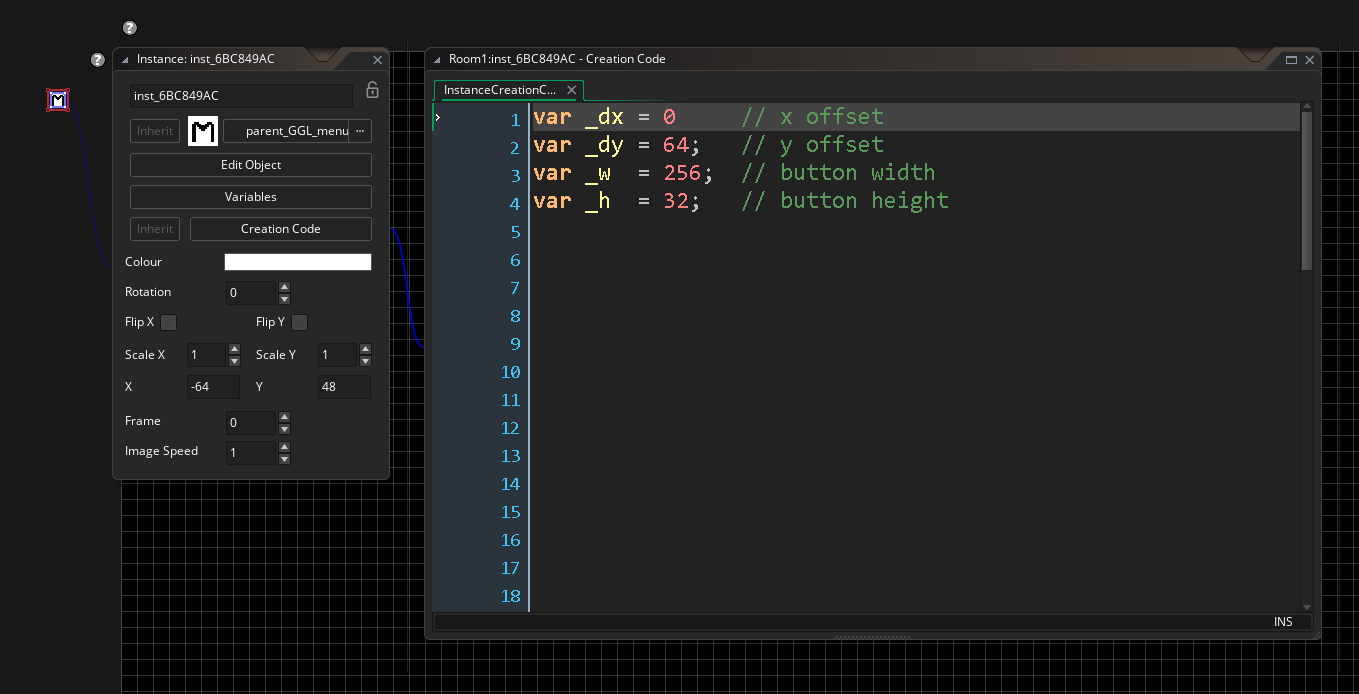 ?
?
Instance: inst_6BC849AC
inst_6BC849AC
Inherit
M
parent_GGL_menu
...
Edit Object
Variables
Inherit
Creation Code
Colour
Rotation
0
Flip X
Flip Y
Scale X
1
Scale Y
1
X
-64
Y
48
Frame
0
Image Speed
1
M
Room1:inst_6BC849AC - Creation Code
InstanceCreationC...
1 var _dx = 0 // x offset
2 var _dy = 64; // y offset
3 var _w = 256; // button width
4 var _h = 32; // button height
5
6
7
8
9
10
11
12
13
14
15
16
17
18
INS